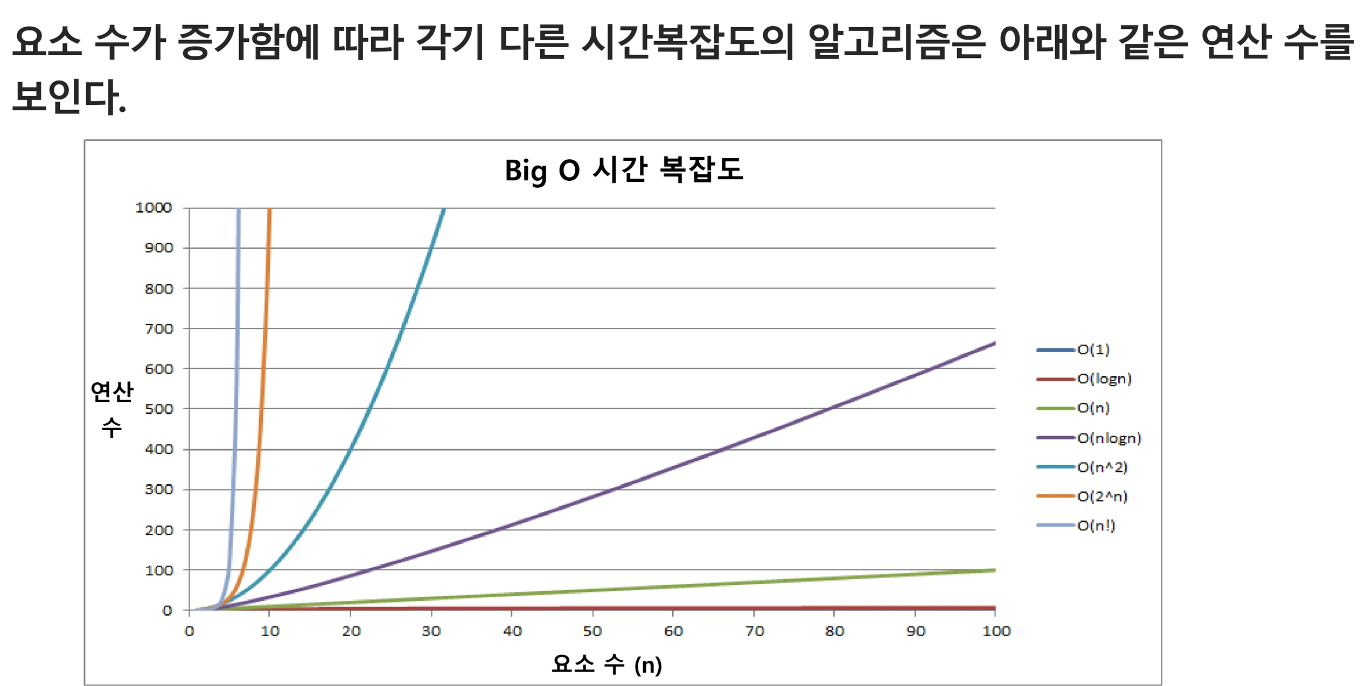 요소 수가 증가함에 따라 각기 다른 시간복잡도의 알고리즘은 아래와 같은 연산 수를
보인다.
Big O 시간 복잡도
1000
900
800
700
600
500
400
300
200
100
0
연산
수
0 10 20 30 40 50 60 70 80 90 100
요소 수 (n)
O(1)
O(logn)
O(n)
O(nlogn)
O(n^2)
O(2^n)
O(n!)